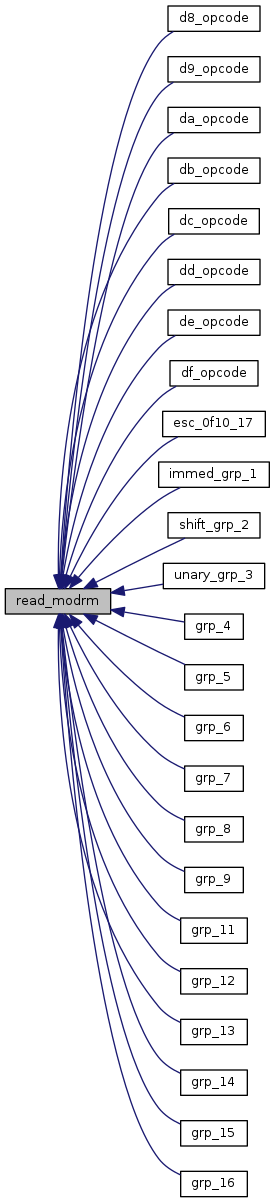 d8_opcode
d9_opcode
da_opcode
db_opcode
dc_opcode
dd_opcode
de_opcode
df_opcode
esc_0f10_17
immed_grp_1
shift_grp_2
unary_grp_3
read_modrm
grp_4
grp_5
grp_6
grp_7
grp_8
grp_9
grp_11
grp_12
grp_13
grp_14
grp_15
grp_16